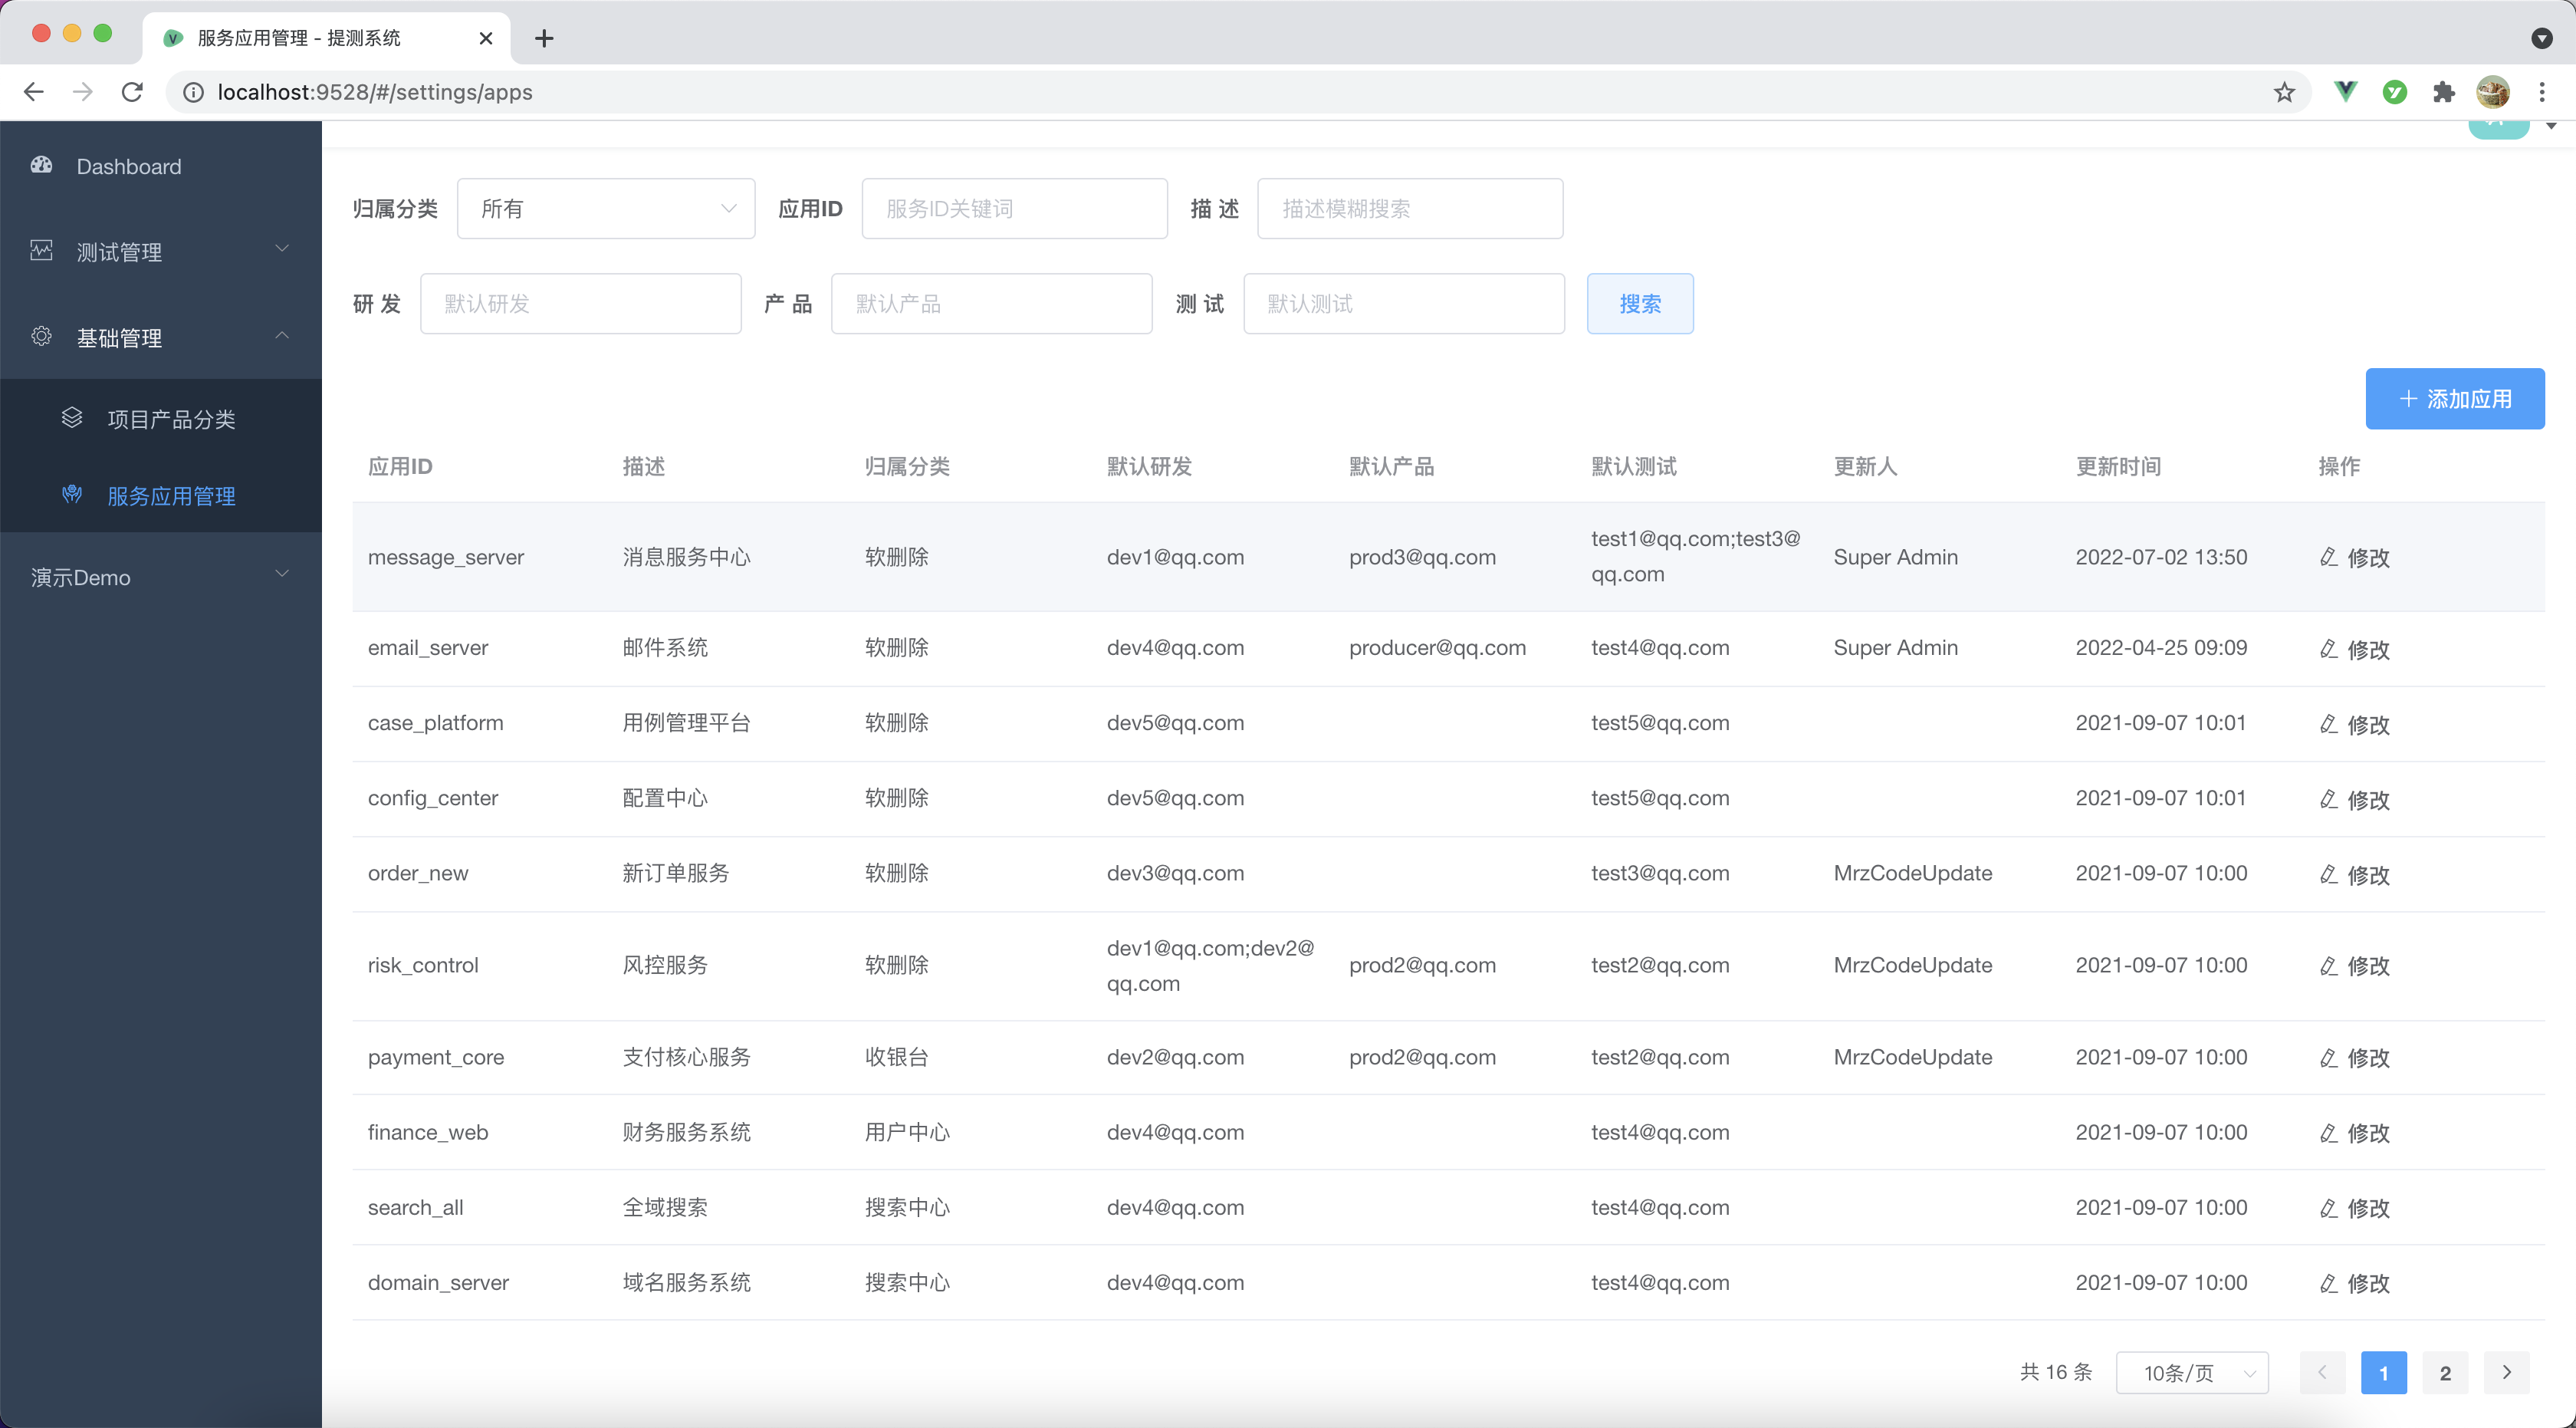 服务应用管理 - 提测系统
localhost:9528/#/settings/apps
Dashboard
测试管理
基础管理
项目产品分类
服务应用管理
演示Demo
归属分类 所有 应用ID 服务ID关键词 描 述 描述模糊搜索
研 发 默认研发 产 品 默认产品 测 试 默认测试 搜索
添加应用
应用ID 描述 归属分类 默认研发 默认产品 默认测试 更新人 更新时间 操作
message_server 消息服务中心 软删除 dev1@qq.com prod3@qq.com test1@qq.com;test3@ Super Admin 2022-07-02 13:50 修改
qq.com
email_server 邮件系统 软删除 dev4@qq.com producer@qq.com test4@qq.com Super Admin 2022-04-25 09:09 修改
case_platform 用例管理平台 软删除 dev5@qq.com test5@qq.com 2021-09-07 10:01 修改
config_center 配置中心 软删除 dev5@qq.com test5@qq.com 2021-09-07 10:01 修改
order_new 新订单服务 软删除 dev3@qq.com test3@qq.com MrzCodeUpdate 2021-09-07 10:00 修改
risk_control 风控服务 软删除 dev1@qq.com;dev2@ prod2@qq.com test2@qq.com MrzCodeUpdate 2021-09-07 10:00 修改
qq.com
payment_core 支付核心服务 收银台 dev2@qq.com prod2@qq.com test2@qq.com MrzCodeUpdate 2021-09-07 10:00 修改
finance_web 财务服务系统 用户中心 dev4@qq.com test4@qq.com 2021-09-07 10:00 修改
search_all 全域搜索 搜索中心 dev4@qq.com test4@qq.com 2021-09-07 10:00 修改
domain_server 域名服务系统 搜索中心 dev4@qq.com test4@qq.com 2021-09-07 10:00 修改
共 16 条 10条/页 1 2